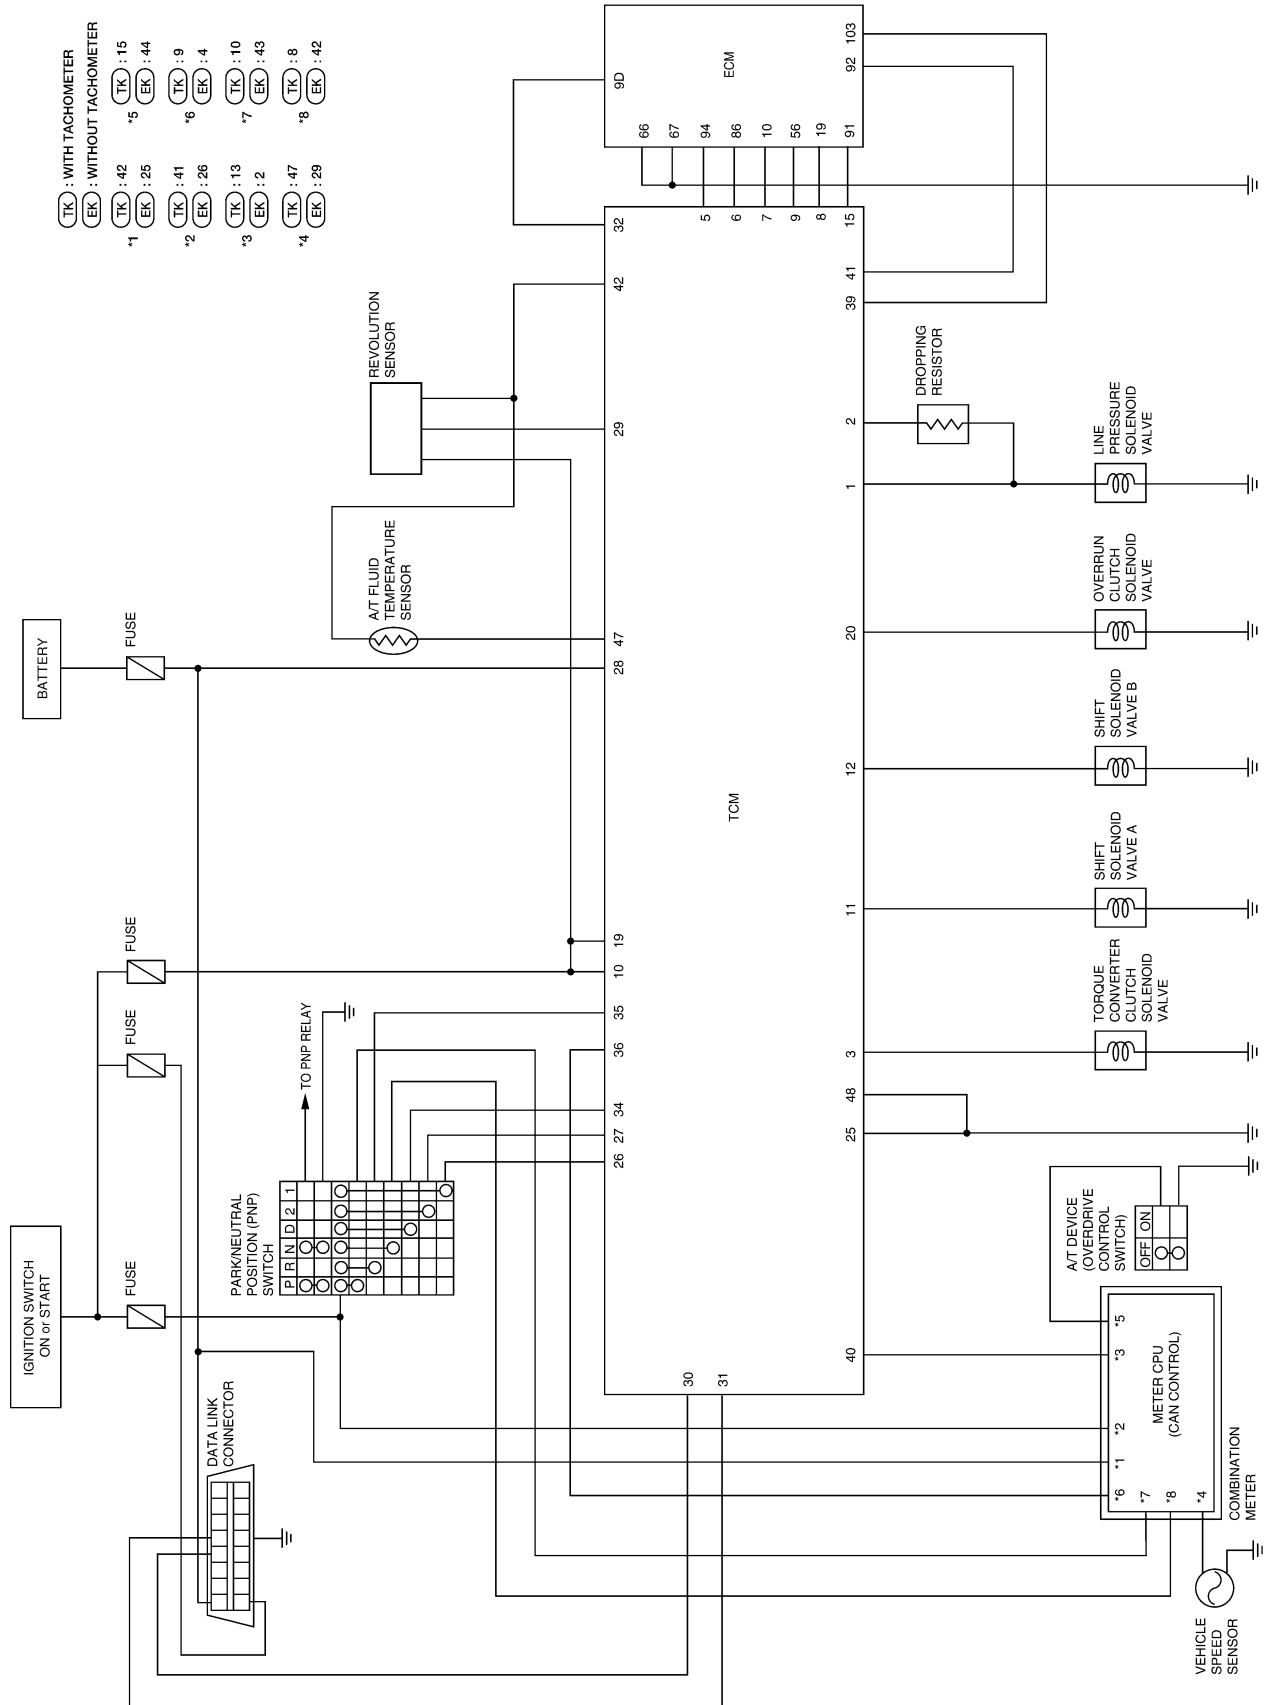 TK : WITH TACHOMETER
EK : WITHOUT TACHOMETER
*1 TK : 42
EK : 25
*2 TK : 41
EK : 26
*3 TK : 13
EK : 2
*4 TK : 47
EK : 29
*5 TK : 15
EK : 44
*6 TK : 9
EK : 4
*7 TK : 10
EK : 43
*8 TK : 8
EK : 42
IGNITION SWITCH
ON or START
BATTERY
FUSE
FUSE
FUSE
FUSE
DATA LINK
CONNECTOR
PARK/NEUTRAL
POSITION (PNP)
SWITCH
P R N D 2 1
TO PNP RELAY
A/T FLUID
TEMPERATURE
SENSOR
REVOLUTION
SENSOR
26 27 34 36 35 10 19 28 47 29 42 32
30
31
TCM
5
6
7
9
8
15
40 25 48 3 11 12 20 1 2 39 41
9D
ECM
66
67
94
86
10
56
19
91
92 103
DROPPING
RESISTOR
LINE
PRESSURE
SOLENOID
VALVE
OVERRUN
CLUTCH
SOLENOID
VALVE
SHIFT
SOLENOID
VALVE B
SHIFT
SOLENOID
VALVE A
TORQUE
CONVERTER
CLUTCH
SOLENOID
VALVE
A/T DEVICE
(OVERDRIVE
CONTROL
SWITCH)
OFF ON
*6 *1 *2 *3 *5
*7
*8
*4
METER CPU
(CAN CONTROL)
COMBINATION
METER
VEHICLE
SPEED
SENSOR